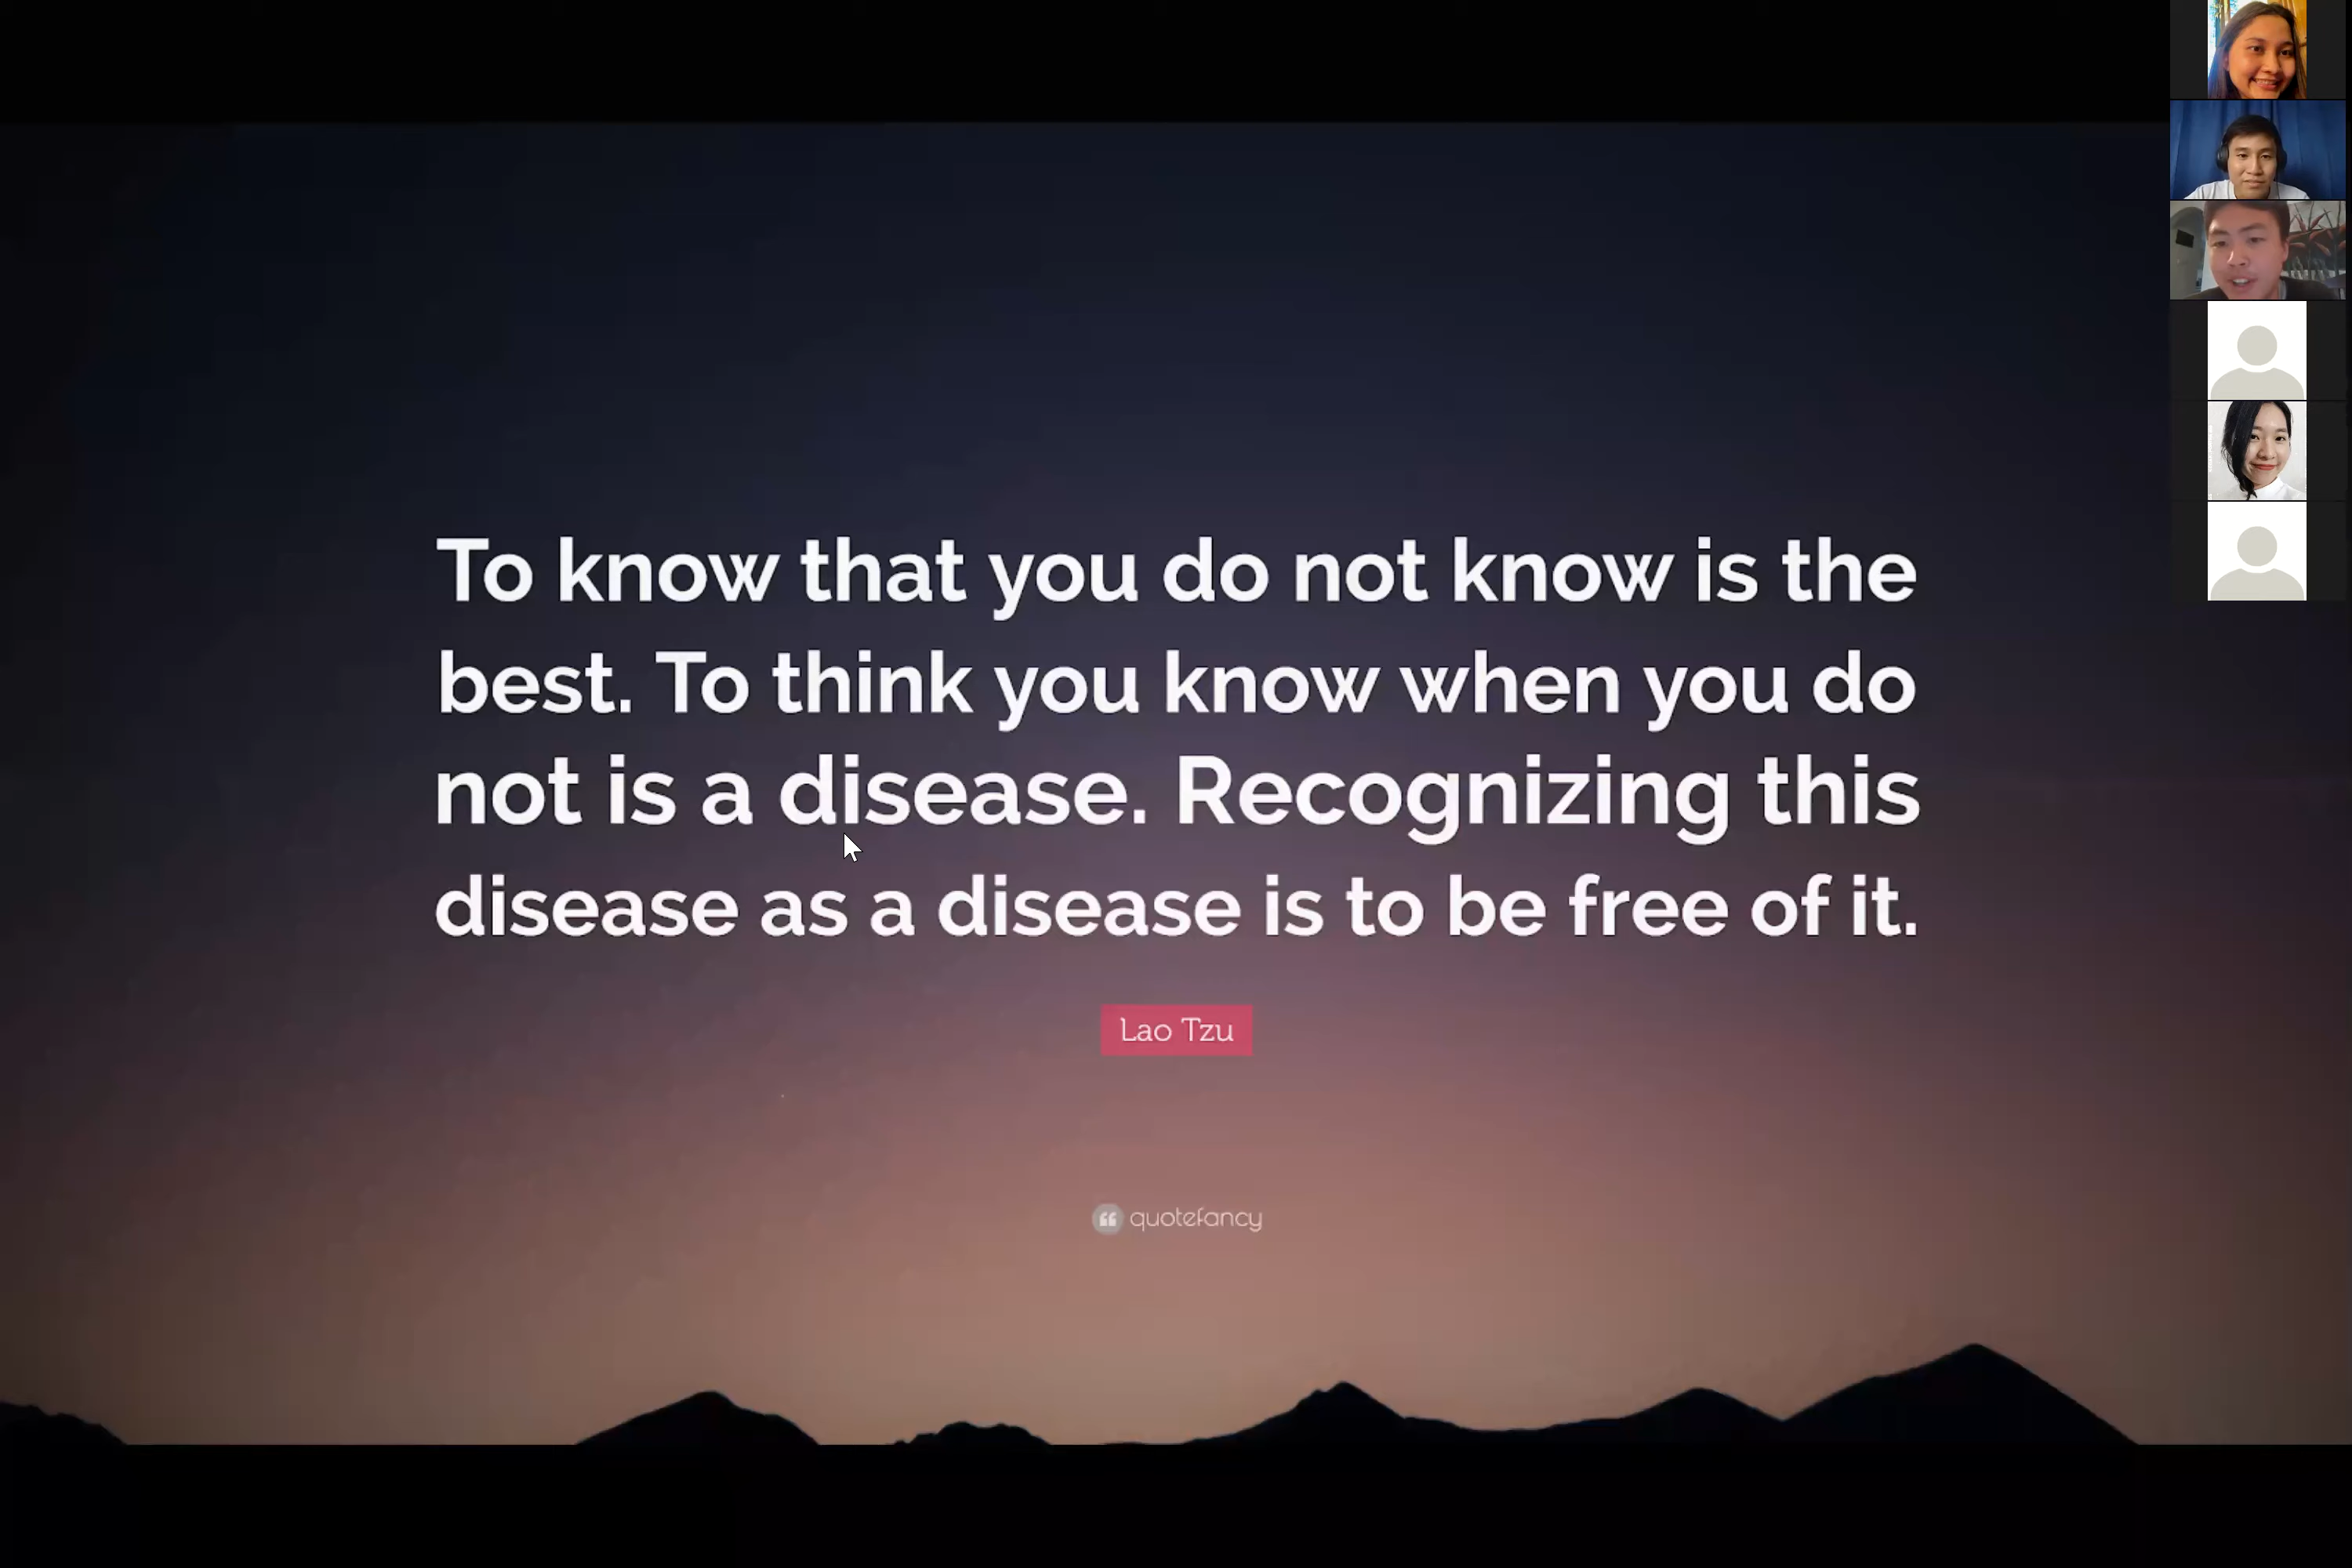 To know that you do not know is the
best. To think you know when you do
not is a disease. Recognizing this
disease as a disease is to be free of it.
Lao Tzu
quotefancy